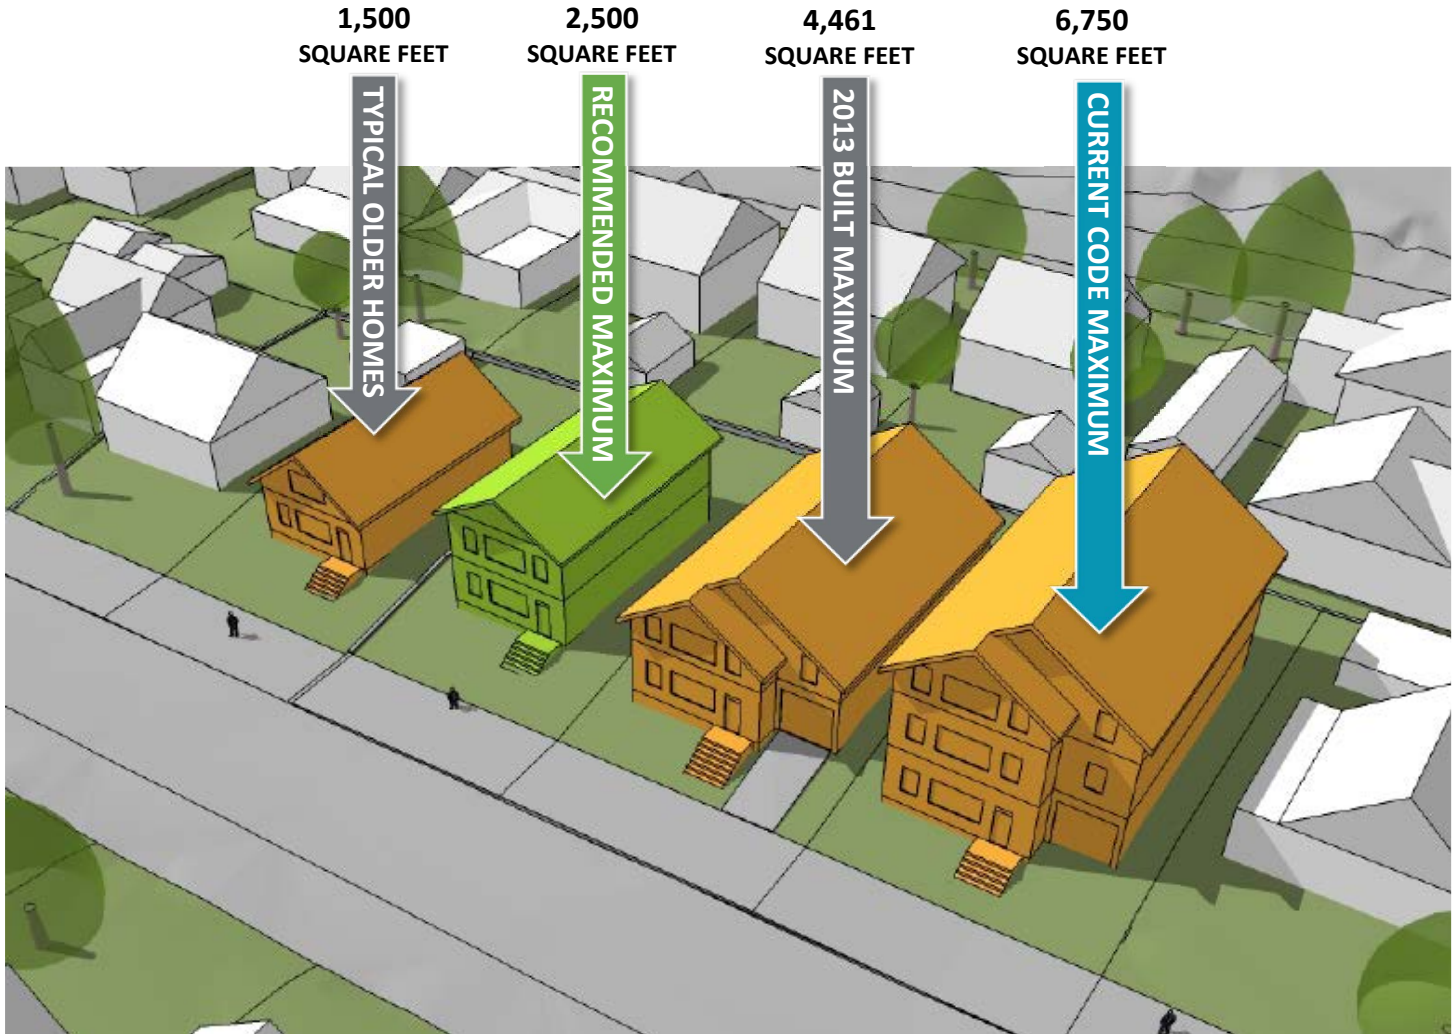 1,500
SQUARE FEET
TYPICAL OLDER HOMES
2,500
SQUARE FEET
RECOMMENDED MAXIMUM
4,461
SQUARE FEET
2013 BUILT MAXIMUM
6,750
SQUARE FEET
CURRENT CODE MAXIMUM